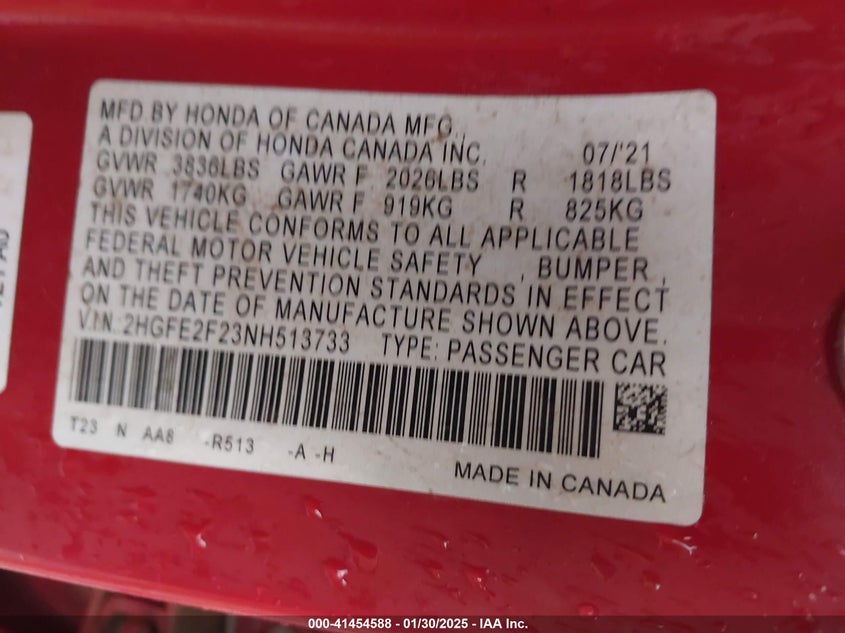 MFD. BY HONDA OF CANADA MFG.,
A DIVISION OF HONDA CANADA INC. 07/'21
GVWR 3836LBS GAWR F 2026LBS R 1818LBS
GVWR 1740KG GAWR F 919KG R 825KG
THIS VEHICLE CONFORMS TO ALL APPLICABLE
FEDERAL MOTOR VEHICLE SAFETY , BUMPER ,
AND THEFT PREVENTION STANDARDS IN EFFECT
ON THE DATE OF MANUFACTURE SHOWN ABOVE.
V.I.N. 2HGFE2F23NH513733 TYPE: PASSENGER CAR
T23 N AA8 -R513 -A -H
MADE IN CANADA
000-41454588 - 01/30/2025 - IAA Inc.